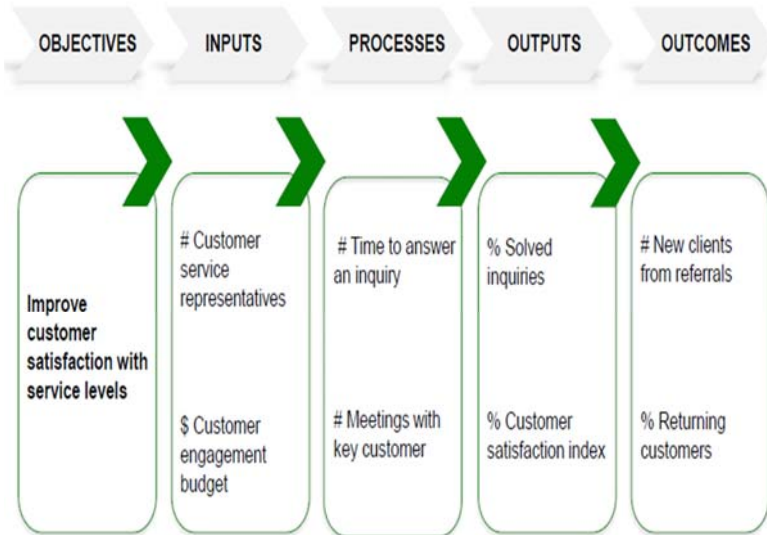 OBJECTIVES
INPUTS
PROCESSES
OUTPUTS
OUTCOMES
Improve
customer
satisfaction with
service levels
# Customer
service
representatives
$ Customer
engagement
budget
# Time to answer
an inquiry
# Meetings with
key customer
% Solved
inquiries
% Customer
satisfaction index
# New clients
from referrals
% Returning
customers